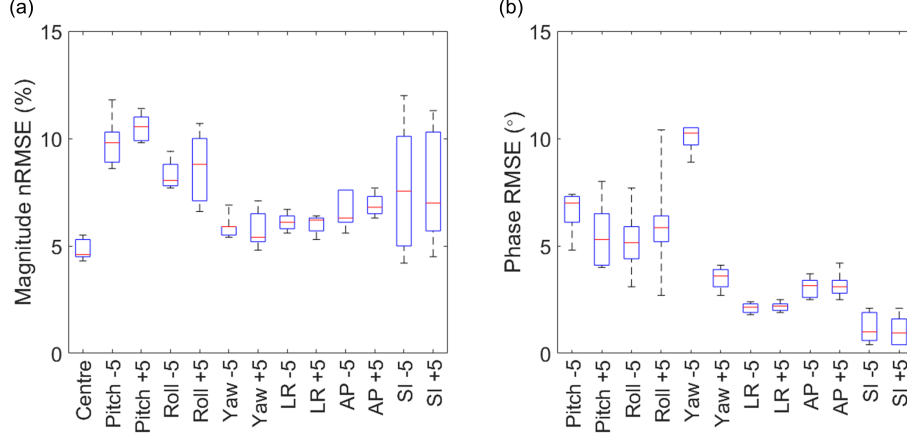 (a)
Magnitude nRMSE (%)
15
10
5
0
Centre
Pitch -5
Pitch +5
Roll -5
Roll +5
Yaw -5
Yaw +5
LR -5
LR +5
AP -5
AP +5
SI -5
SI +5
(b)
Phase RMSE (°)
15
10
5
0
Pitch -5
Pitch +5
Roll -5
Roll +5
Yaw -5
Yaw +5
LR -5
LR +5
AP -5
AP +5
SI -5
SI +5